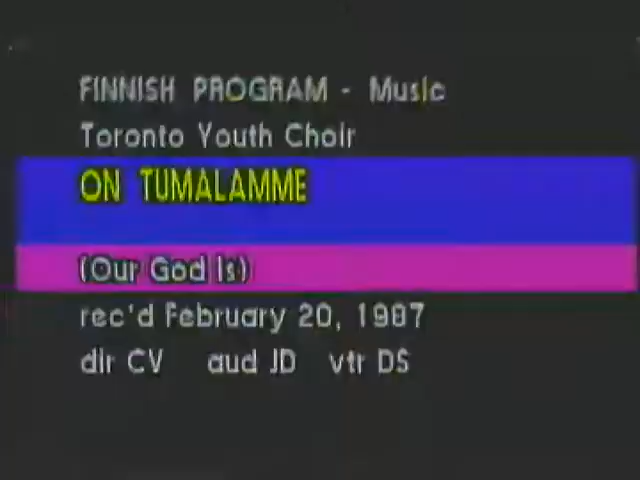 FINNISH PROGRAM - Music
Toronto Youth Choir
ON TUMALAMME
(Our God Is)
rec'd February 20, 1987
dir CV aud JD vtr DS